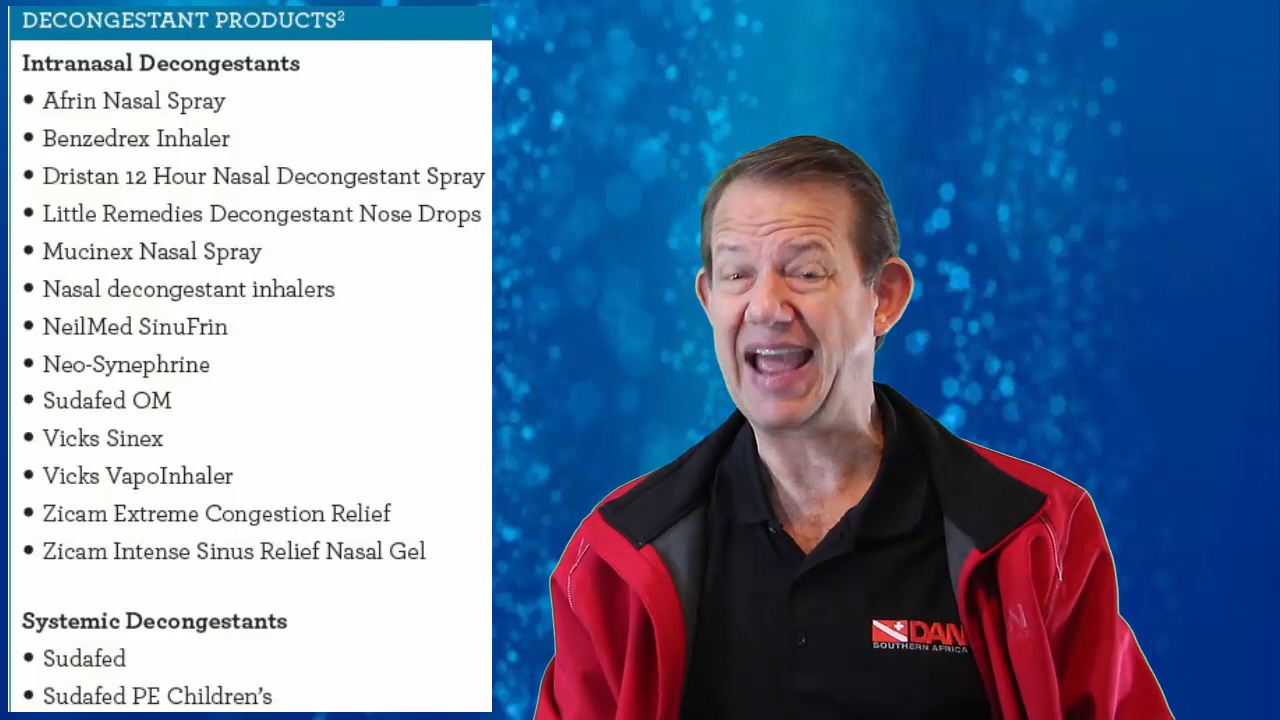 DECONGESTANT PRODUCTS²
Intranasal Decongestants
• Afrin Nasal Spray
• Benzedrex Inhaler
• Dristan 12 Hour Nasal Decongestant Spray
• Little Remedies Decongestant Nose Drops
• Mucinex Nasal Spray
• Nasal decongestant inhalers
• NeilMed SinuFrin
• Neo-Synephrine
• Sudafed OM
• Vicks Sinex
• Vicks VapoInhaler
• Zicam Extreme Congestion Relief
• Zicam Intense Sinus Relief Nasal Gel
Systemic Decongestants
• Sudafed
• Sudafed PE Children’s
DAN
SOUTHERN AFRICA